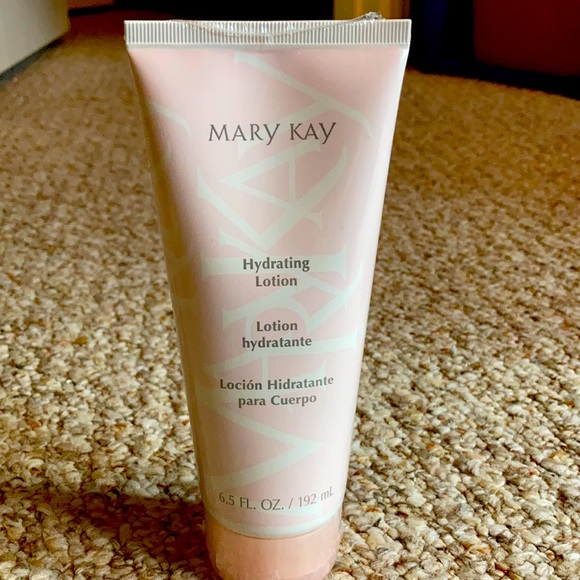 MARY KAY
Hydrating
Lotion
Lotion
hydratante
Loción Hidratante
para Cuerpo
6.5 FL. OZ. / 192 mL